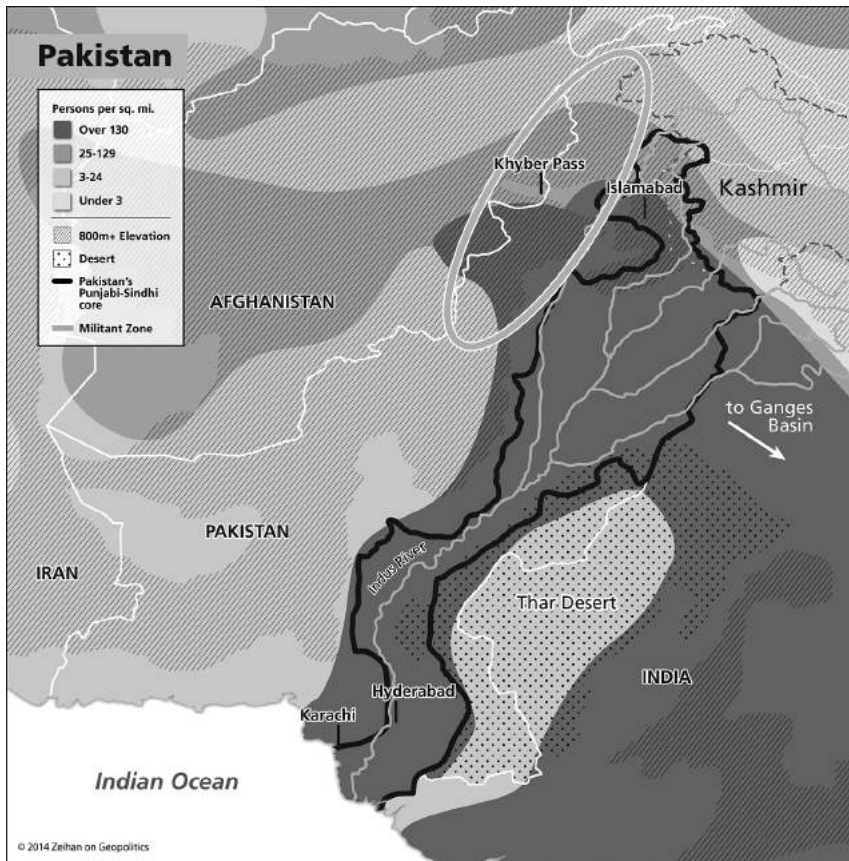 Pakistan
Persons per sq. mi.
Over 130
25-129
3-24
Under 3
800m+ Elevation
Desert
Pakistan's
Punjabi-Sindhi
core
Militant Zone
Khyber Pass
Islamabad
Kashmir
AFGHANISTAN
to Ganges
Basin
PAKISTAN
IRAN
Indus River
Thar Desert
INDIA
Hyderabad
Karachi
Indian Ocean
© 2014 Zeihan on Geopolitics